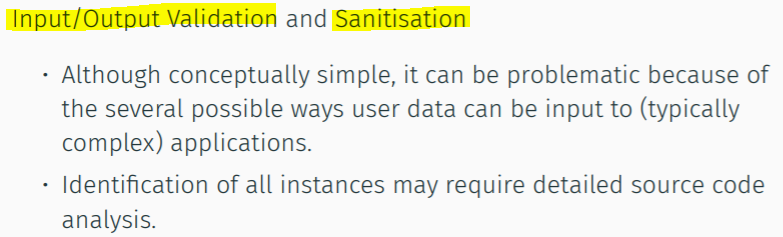 Input/Output Validation and Sanitisation
• Although conceptually simple, it can be problematic because of
the several possible ways user data can be input to (typically
complex) applications.
• Identification of all instances may require detailed source code
analysis.